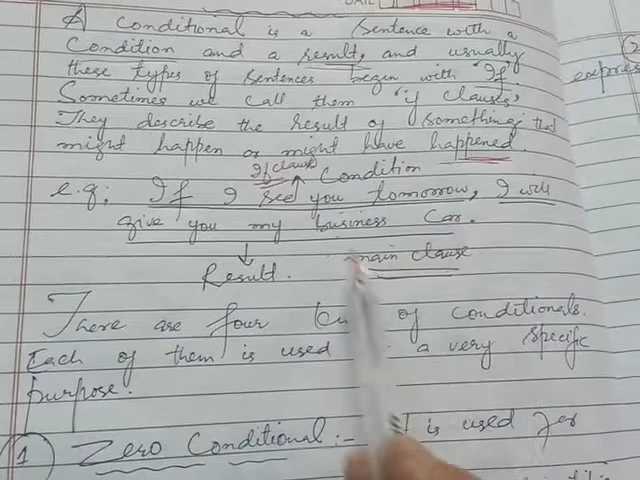 DATE
A Conditional is a Sentence with a
Condition and a result, and usually
these types of sentences begin with "If"
Sometimes we call them 'if clauses;
They describe the result of something that
might happen or might have happened.
If clause Condition
e.g; If I see you tomorrow, I will
give you my business Car.
Result. main clause
There are four of conditionals.
Each of them is used a very specific
purpose.
1 Zero Conditional :- It is used for